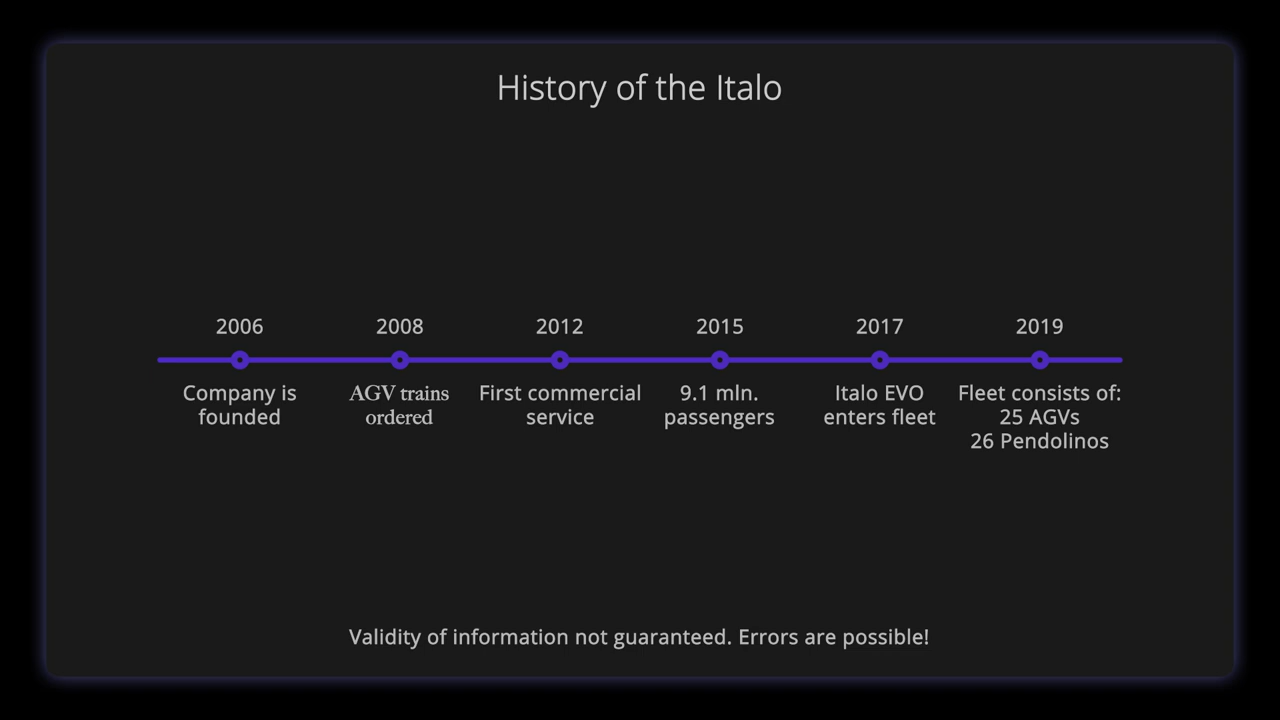 History of the Italo
2006
2008
2012
2015
2017
2019
Company is
founded
AGV trains
ordered
First commercial
service
9.1 mln.
passengers
Italo EVO
enters fleet
Fleet consists of:
25 AGVs
26 Pendolinos
Validity of information not guaranteed. Errors are possible!